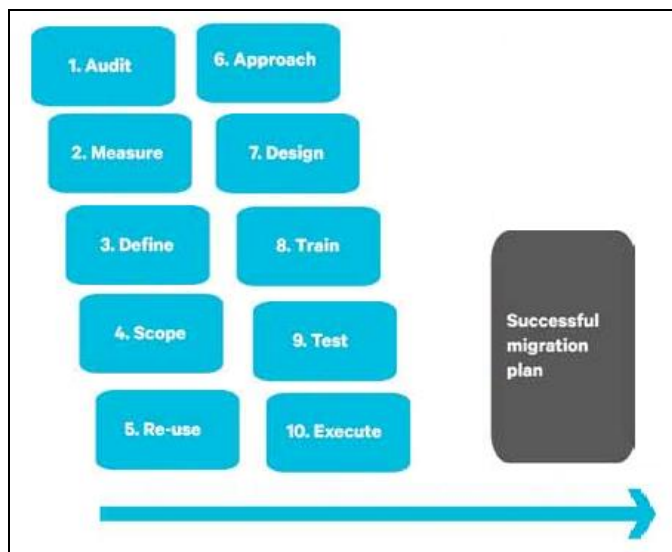 1. Audit
2. Measure
3. Define
4. Scope
5. Re-use
6. Approach
7. Design
8. Train
9. Test
10. Execute
Successful
migration
plan